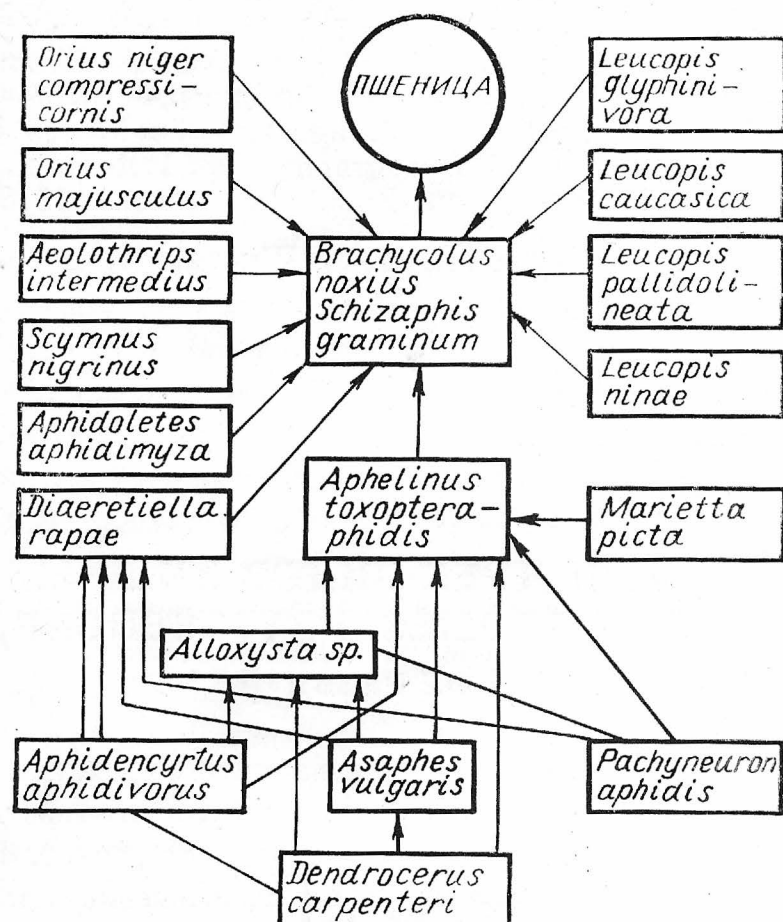 Orius niger
compressi-
cornis
ПШЕНИЦА
Leucopis
glyphini-
vora
Orius
majusculus
Leucopis
caucasica
Aeolothrips
intermedius
Brachycolus
noxius
Schizaphis
graminum
Leucopis
pallidoli-
neata
Scymnus
nigrinus
Leucopis
ninae
Aphidoletes
aphidimyza
Diaeretiella
rapae
Aphelinus
toxoptera-
phidis
Marietta
picta
Alloxysta sp.
Aphidencyrtus
aphidivorus
Asaphes
vulgaris
Pachyneuron
aphidis
Dendrocerus
carpenteri